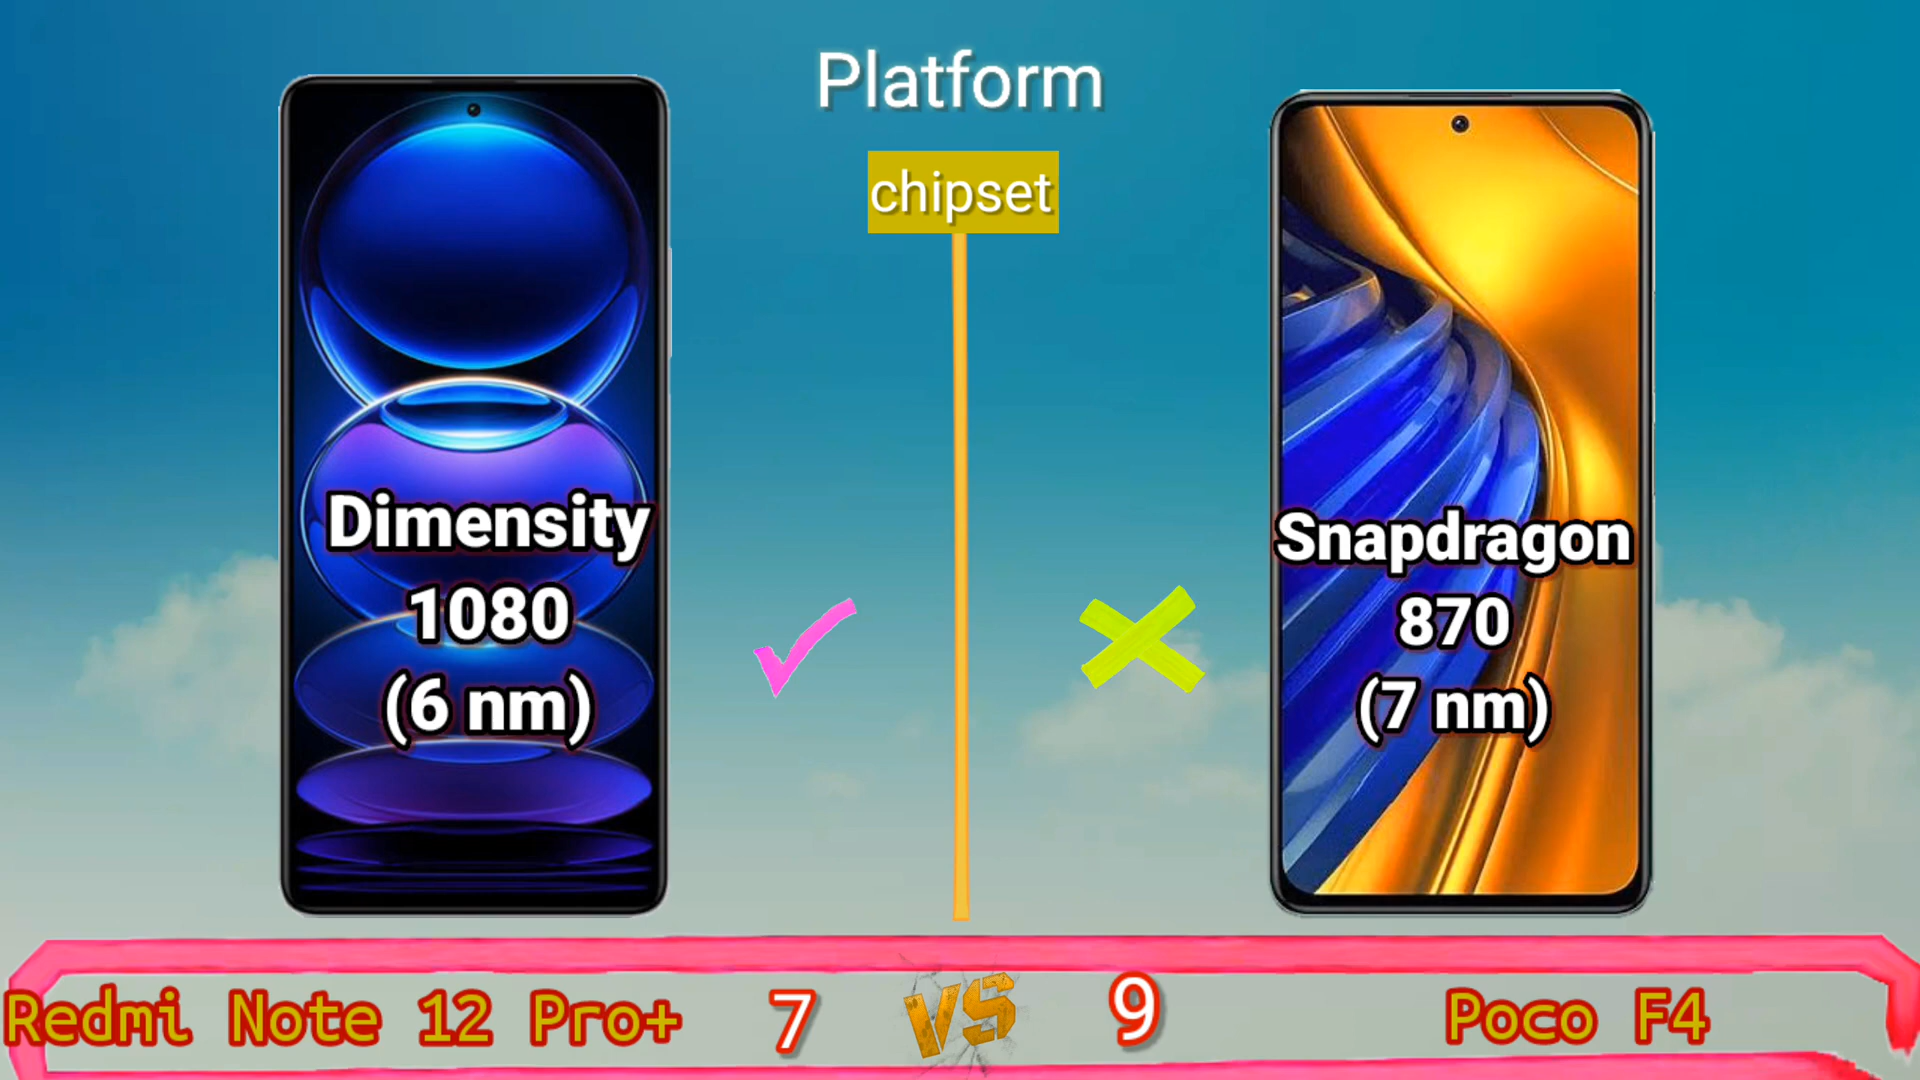 Platform
chipset
Dimensity
1080
(6 nm)
Snapdragon
870
(7 nm)
Redmi Note 12 Pro+ 7 VS 9 Poco F4